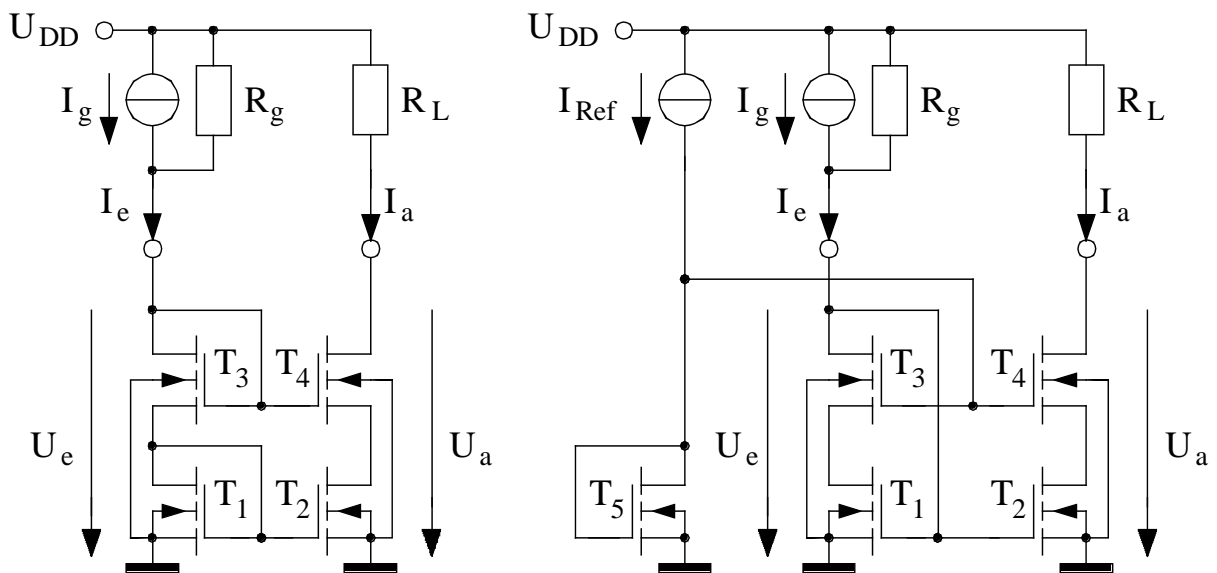 U_DD
I_g
R_g
R_L
I_e
I_a
T_3
T_4
U_e
U_a
T_1
T_2
U_DD
I_Ref
I_g
R_g
R_L
I_e
I_a
T_3
T_4
U_e
U_a
T_5
T_1
T_2